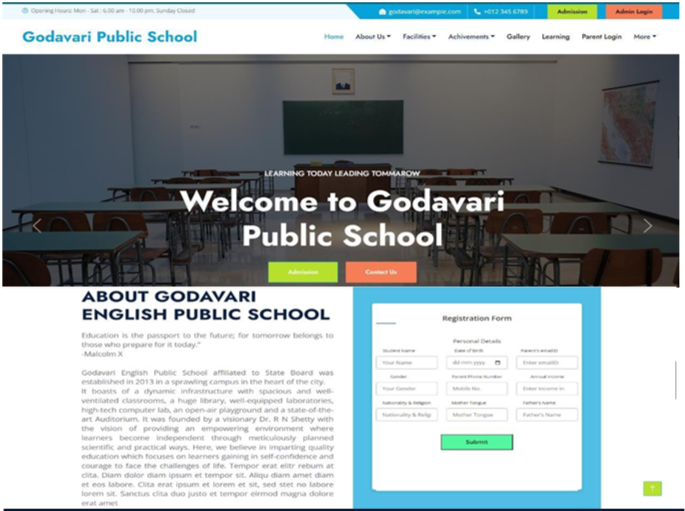 Opening Hours: Mon - Sat : 6.00 am - 10.00 pm, Sunday Closed
godavari@example.com
+012 345 6789
Admission
Admin Login
Godavari Public School
Home
About Us
Facilities
Achivements
Gallery
Learning
Parent Login
More
LEARNING TODAY LEADING TOMMAROW
Welcome to Godavari
Public School
Admission
Contact Us
ABOUT GODAVARI
ENGLISH PUBLIC SCHOOL
Education is the passport to the future; for tomorrow belongs to
those who prepare for it today."
-Malcolm X
Godavari English Public School affiliated to State Board was
established in 2013 in a sprawling campus in the heart of the city.
It boasts of a dynamic infrastructure with spacious and well-
ventilated classrooms, a huge library, well-equipped laboratories,
high-tech computer lab, an open-air playground and a state-of-the-
art Auditorium. It was founded by a visionary Dr. R N Shetty with
the vision of providing an empowering environment where
learners become independent through meticulously planned
scientific and practical ways. Here, we believe in imparting quality
education which focuses on learners gaining in self-confidence and
courage to face the challenges of life. Tempor erat elitr rebum at
clita. Diam dolor diam ipsum et tempor sit. Aliqu diam amet diam
et eos labore. Clita erat ipsum et lorem et sit, sed stet no labore
lorem sit. Sanctus clita duo justo et tempor eirmod magna dolore
erat amet
Registration Form
Personal Details
Student Name
Date of Birth
Parent's emailID
Your Name
dd-mm-yyyy
Enter emailID
Gender
Parent Phone Number
Annual Income
Your Gender
Mobile No.
Enter Income in
Nationality & Religion
Mother Tongue
Father's Name
Nationality & Relig
Mother Tongue
Father's Name
Submit